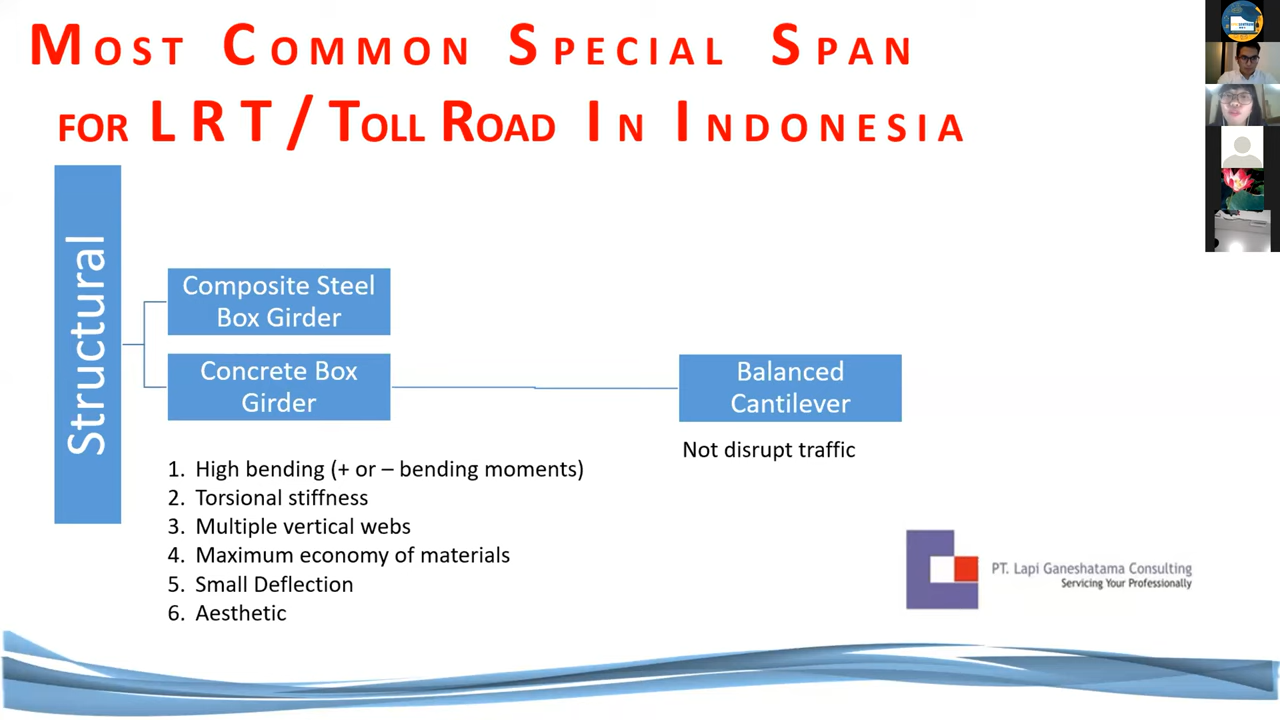 MOST COMMON SPECIAL SPAN
FOR LRT/TOLL ROAD IN INDONESIA
Structural
Composite Steel
Box Girder
Concrete Box
Girder
Balanced
Cantilever
Not disrupt traffic
1. High bending (+ or – bending moments)
2. Torsional stiffness
3. Multiple vertical webs
4. Maximum economy of materials
5. Small Deflection
6. Aesthetic
PT. Lapi Ganeshatama Consulting
Servicing Your Professionally